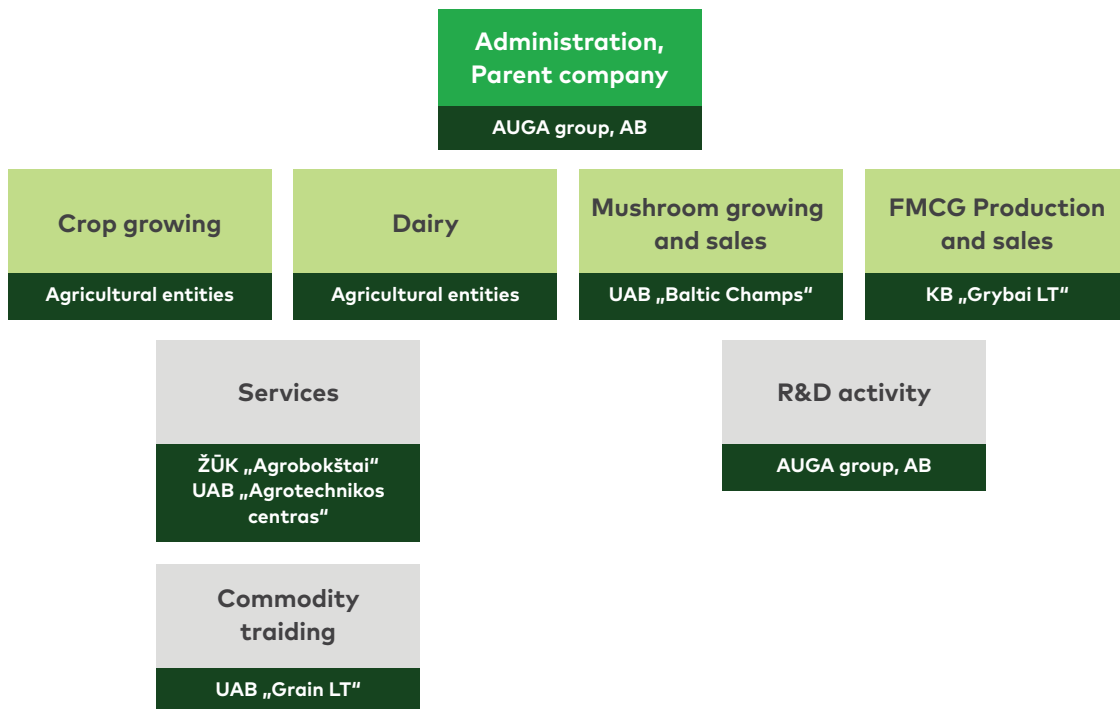 Administration,
Parent company
AUGA group, AB
Crop growing
Agricultural entities
Dairy
Agricultural entities
Mushroom growing
and sales
UAB „Baltic Champs“
FMCG Production
and sales
KB „Grybai LT“
Services
ŽŪK „Agrobokštai“
UAB „Agrotechnikos
centras“
R&D activity
AUGA group, AB
Commodity
traiding
UAB „Grain LT“